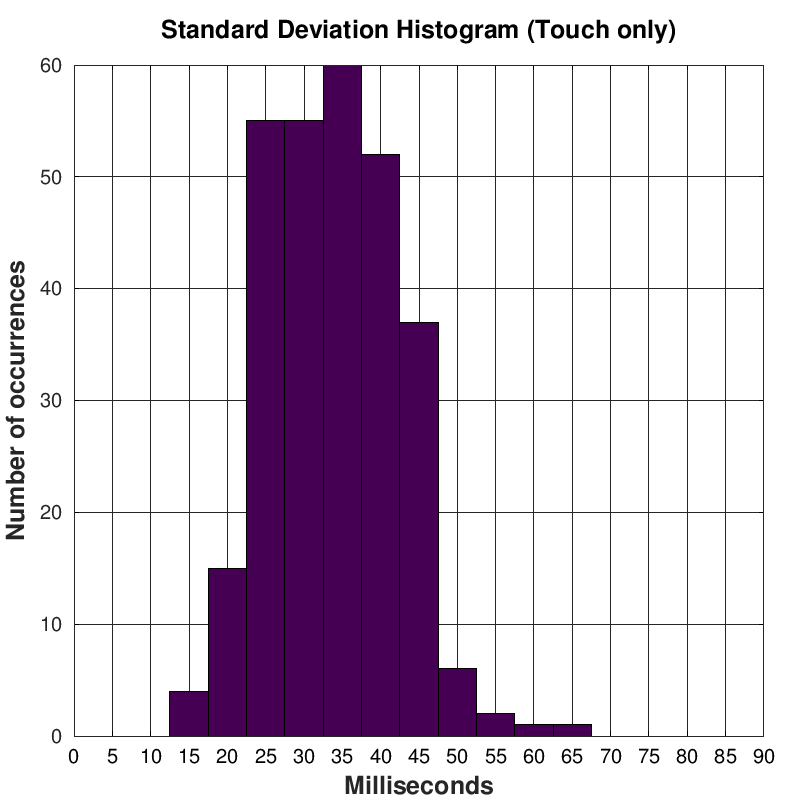 Standard Deviation Histogram (Touch only)
60
50
40
30
20
10
0
Number of occurrences
0 5 10 15 20 25 30 35 40 45 50 55 60 65 70 75 80 85 90
Milliseconds